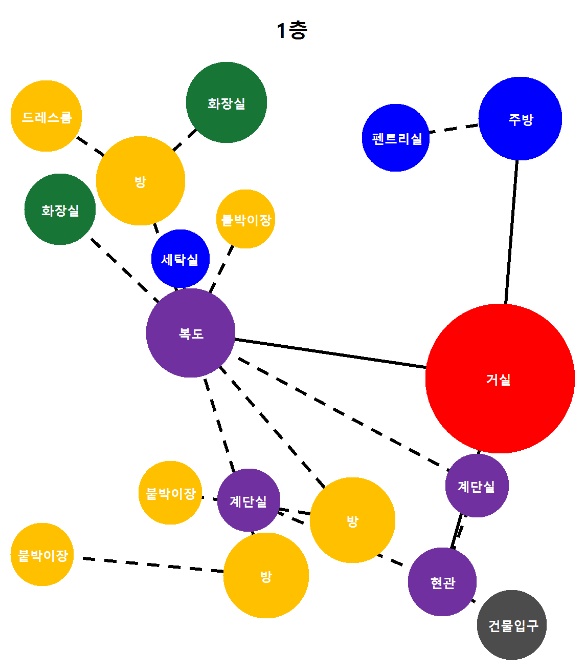 1층
드레스룸
화장실
펜트리실
주방
방
화장실
붙박이장
세탁실
복도
거실
붙박이장
계단실
계단실
방
붙박이장
방
현관
건물입구